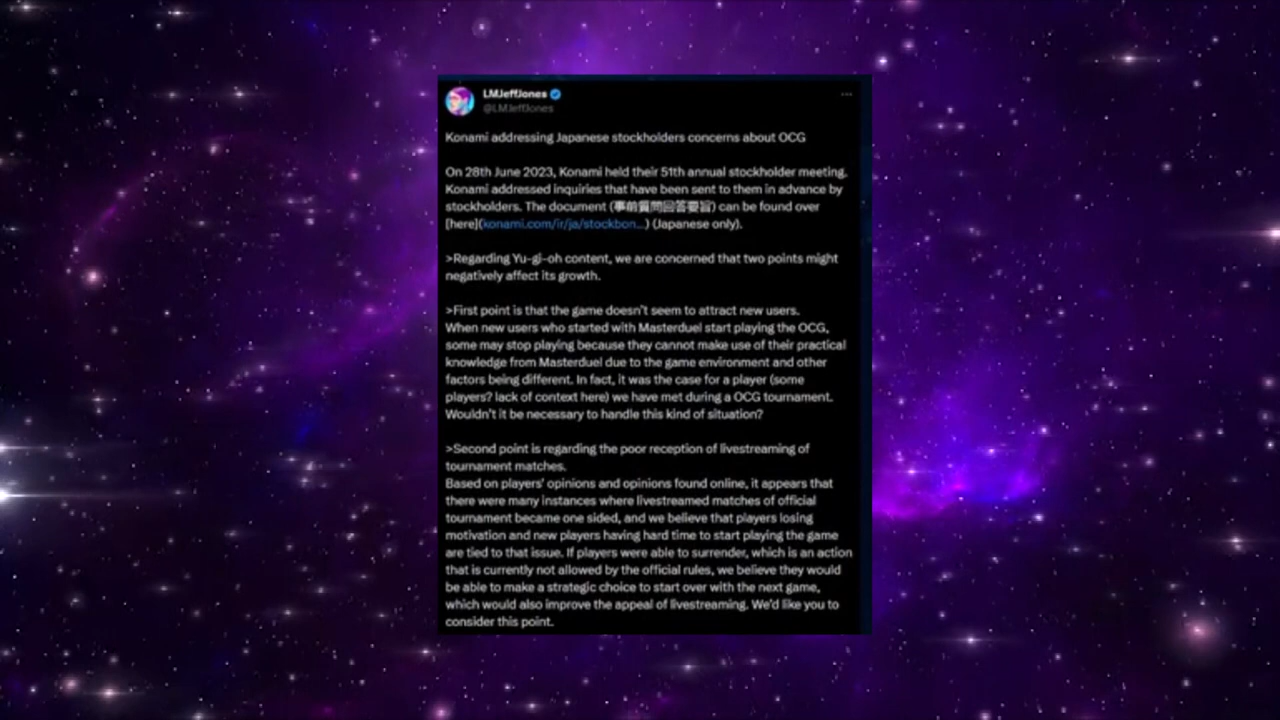 LMJeffJones
@LMJeffJones
Konami addressing Japanese stockholders concerns about OCG
On 28th June 2023, Konami held their 51th annual stockholder meeting.
Konami addressed inquiries that have been sent to them in advance by
stockholders. The document (事前質問回答要旨) can be found over
[here](konami.com/ir/ja/stockbon...) (Japanese only).
>Regarding Yu-gi-oh content, we are concerned that two points might
negatively affect its growth.
>First point is that the game doesn't seem to attract new users.
When new users who started with Masterduel start playing the OCG,
some may stop playing because they cannot make use of their practical
knowledge from Masterduel due to the game environment and other
factors being different. In fact, it was the case for a player (some
players? lack of context here) we have met during a OCG tournament.
Wouldn't it be necessary to handle this kind of situation?
>Second point is regarding the poor reception of livestreaming of
tournament matches.
Based on players' opinions and opinions found online, it appears that
there were many instances where livestreamed matches of official
tournament became one sided, and we believe that players losing
motivation and new players having hard time to start playing the game
are tied to that issue. If players were able to surrender, which is an action
that is currently not allowed by the official rules, we believe they would
be able to make a strategic choice to start over with the next game,
which would also improve the appeal of livestreaming. We'd like you to
consider this point.